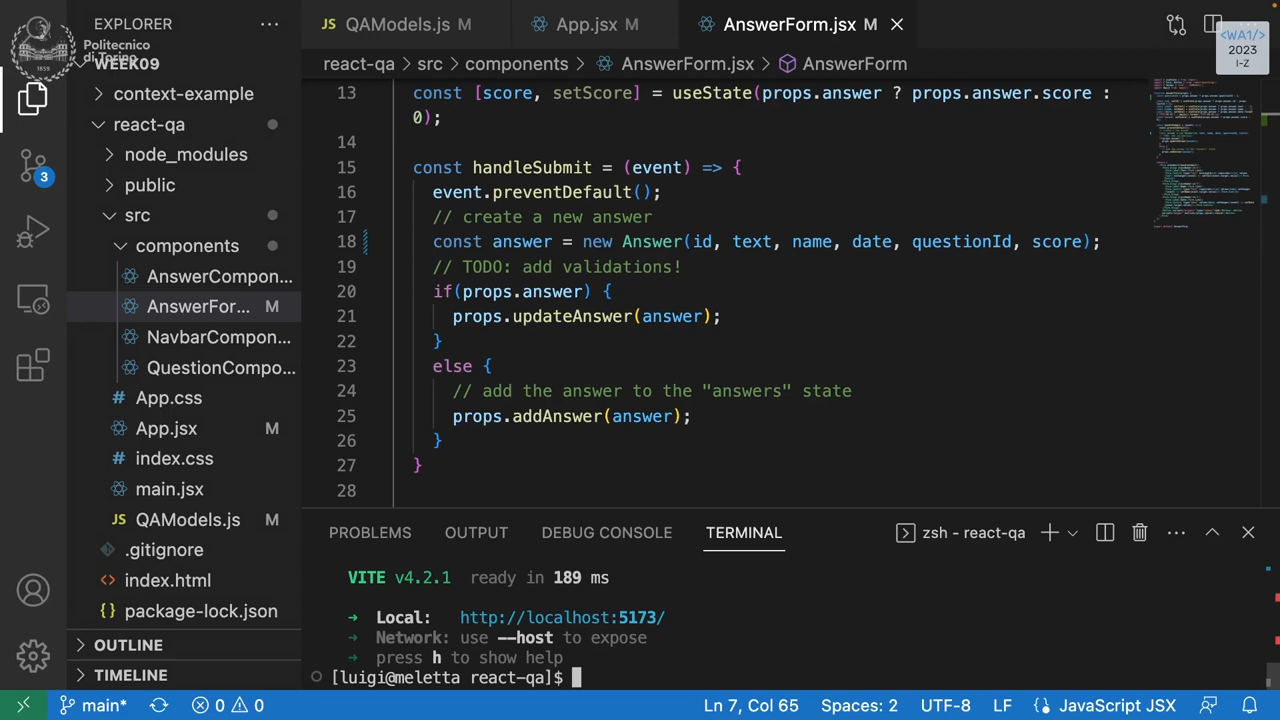 EXPLORER
Politecnico
di Torino
1859
WEEK09
context-example
react-qa
node_modules
public
src
components
AnswerCompon...
AnswerFor... M
NavbarCompon...
QuestionCompo...
App.css
App.jsx M
index.css
main.jsx
JS QAModels.js M
.gitignore
index.html
package-lock.json
OUTLINE
TIMELINE
3
JS QAModels.js M
App.jsx M
AnswerForm.jsx M
<WA1/>
2023
I-Z
react-qa > src > components > AnswerForm.jsx > AnswerForm
13 const [score, setScore] = useState(props.answer ? props.answer.score :
0);
14
15 const handleSubmit = (event) => {
16 event.preventDefault();
17 // create a new answer
18 const answer = new Answer(id, text, name, date, questionId, score);
19 // TODO: add validations!
20 if(props.answer) {
21 props.updateAnswer(answer);
22 }
23 else {
24 // add the answer to the "answers" state
25 props.addAnswer(answer);
26 }
27 }
28
PROBLEMS OUTPUT DEBUG CONSOLE TERMINAL
zsh - react-qa
VITE v4.2.1 ready in 189 ms
➜ Local: http://localhost:5173/
➜ Network: use --host to expose
➜ press h to show help
[luigi@meletta react-qa]$
main* 0 0
Ln 7, Col 65 Spaces: 2 UTF-8 LF {} JavaScript JSX